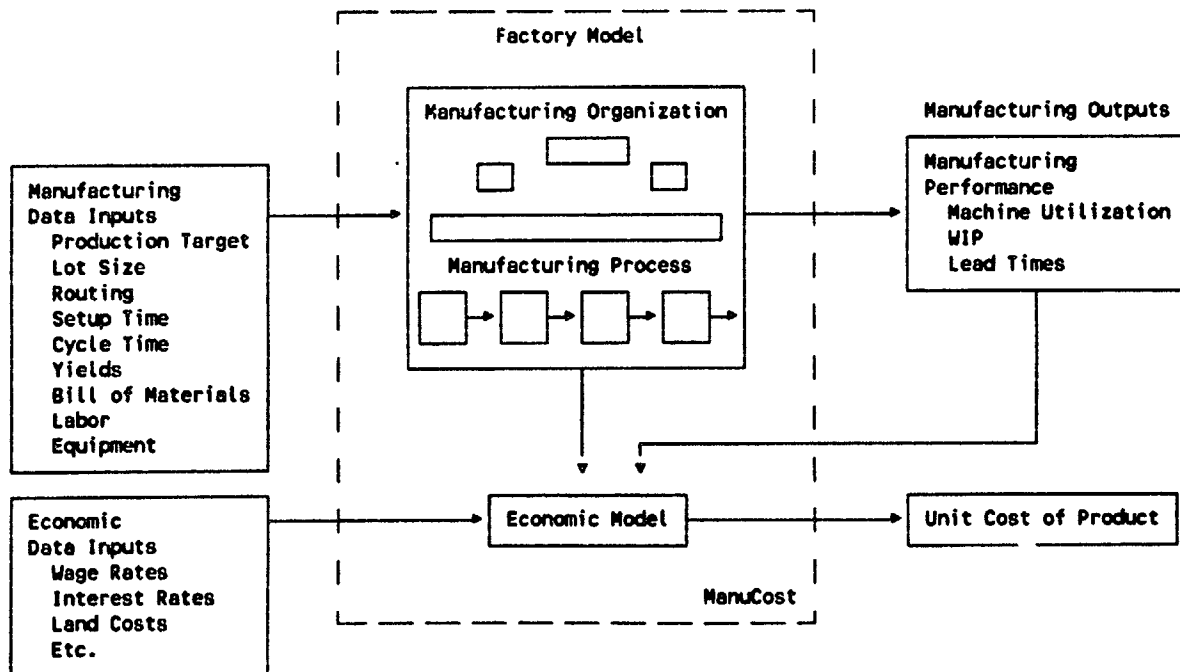 Factory Model
Kanufacturing Organization
Manufacturing Process
Manufacturing
Data Inputs
Production Target
Lot Size
Routing
Setup Time
Cycle Time
Yields
Bill of Materials
Labor
Equipment
Manufacturing Outputs
Manufacturing
Performance
Machine Utilization
WIP
Lead Times
Economic
Data Inputs
Wage Rates
Interest Rates
Land Costs
Etc.
Economic Model
Unit Cost of Product
ManuCost